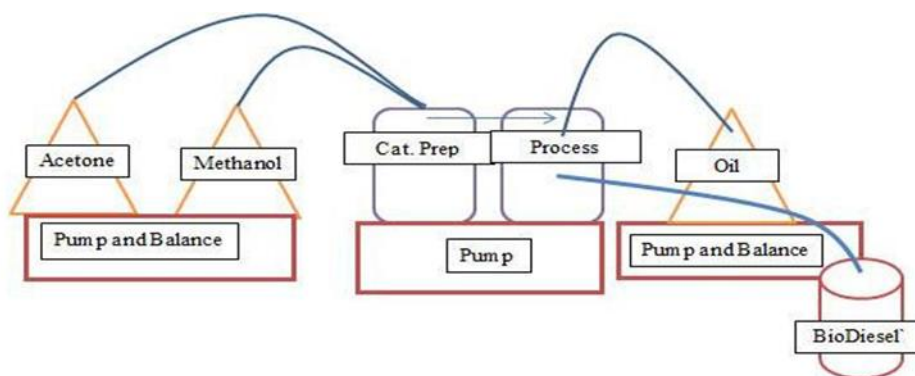 Acetone
Methanol
Cat. Prep
Process
Oil
Pump and Balance
Pump
Pump and Balance
BioDiesel`